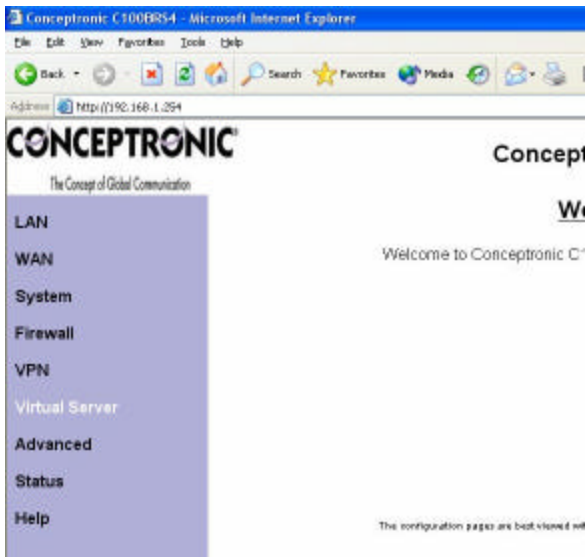 Conceptronic C100BRS4 - Microsoft Internet Explorer
File Edit View Favorites Tools Help
Back Search Favorites Media
Address http://192.168.1.254
CONCEPTRONIC
The Concept of Global Communication
Concept
We
Welcome to Conceptronic C1
LAN
WAN
System
Firewall
VPN
Virtual Server
Advanced
Status
Help
The configuration pages are best viewed wit